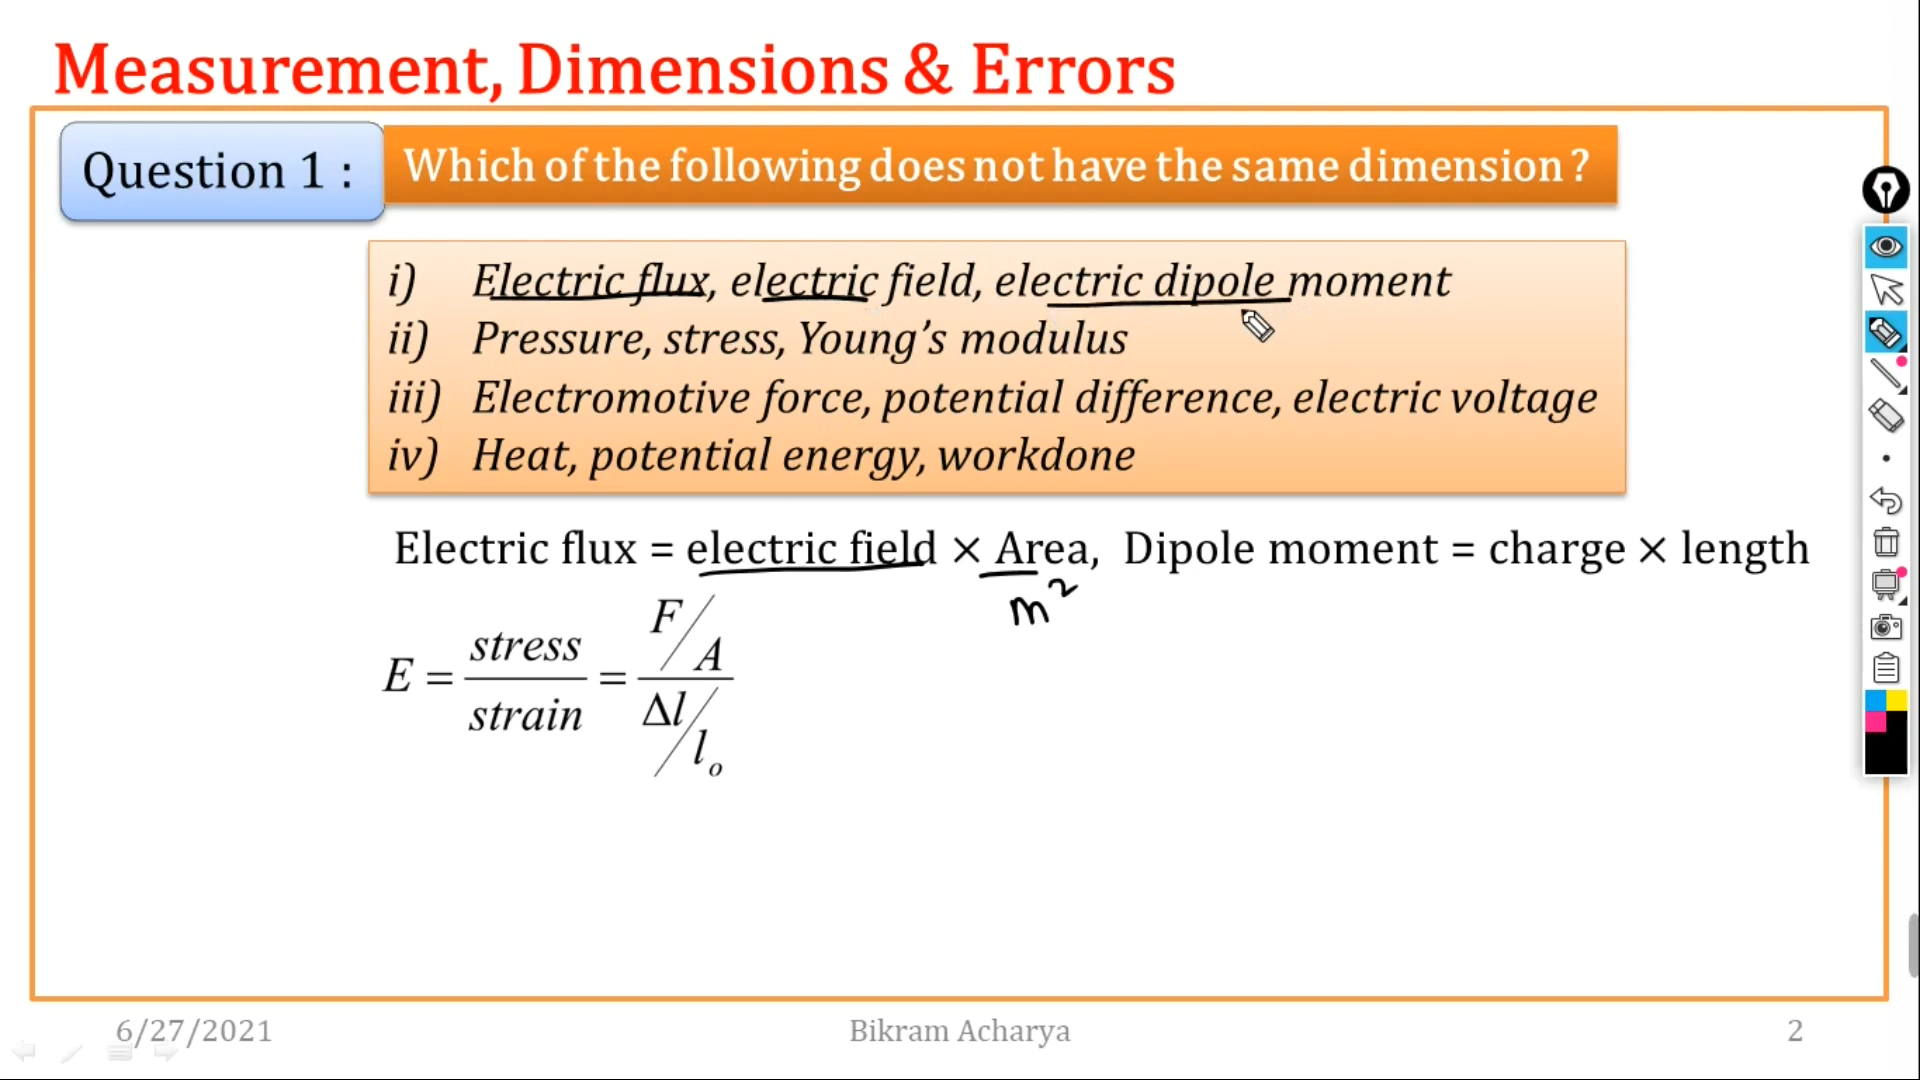 Measurement, Dimensions & Errors
Question 1 :
Which of the following does not have the same dimension ?
i) Electric flux, electric field, electric dipole moment
ii) Pressure, stress, Young's modulus
iii) Electromotive force, potential difference, electric voltage
iv) Heat, potential energy, workdone
Electric flux = electric field × Area, Dipole moment = charge × length
m²
E = stress/strain = (F/A)/(Δl/l₀)
6/27/2021
Bikram Acharya
2